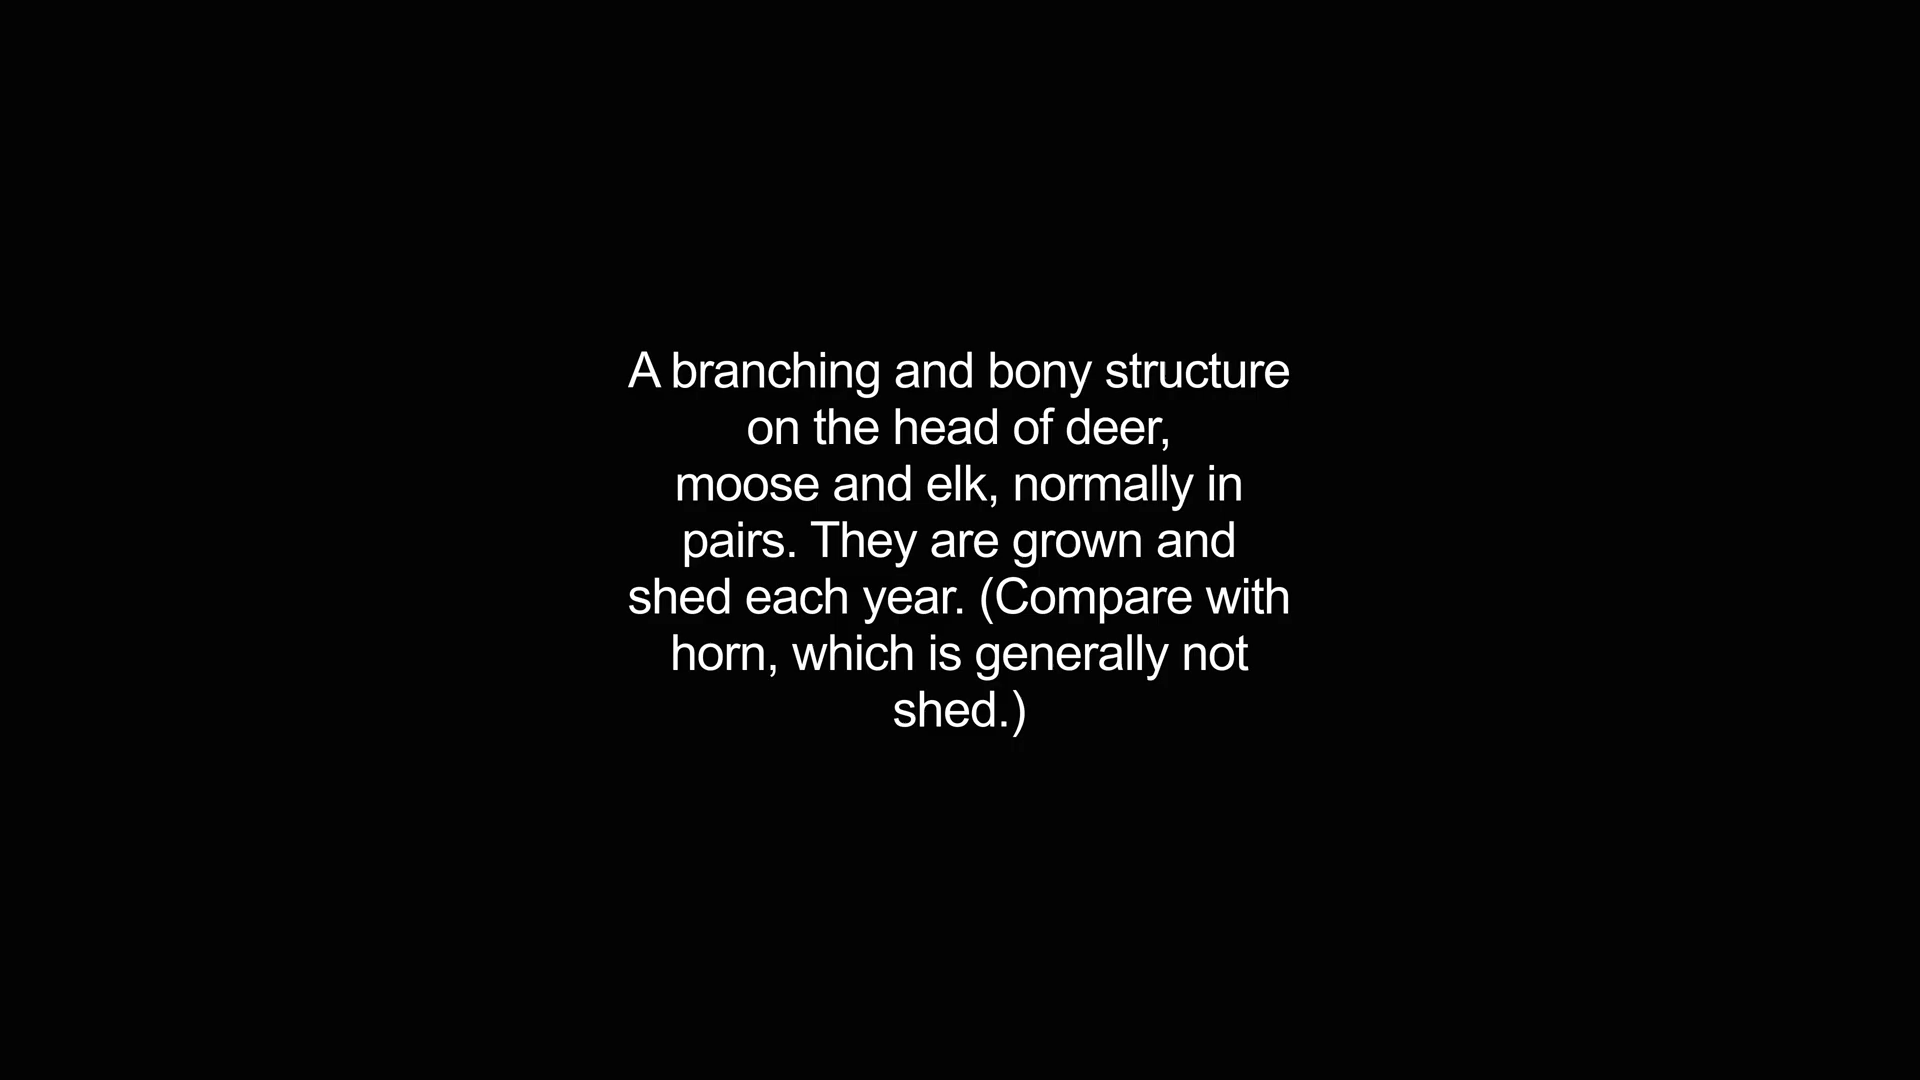 A branching and bony structure
on the head of deer,
moose and elk, normally in
pairs. They are grown and
shed each year. (Compare with
horn, which is generally not
shed.)